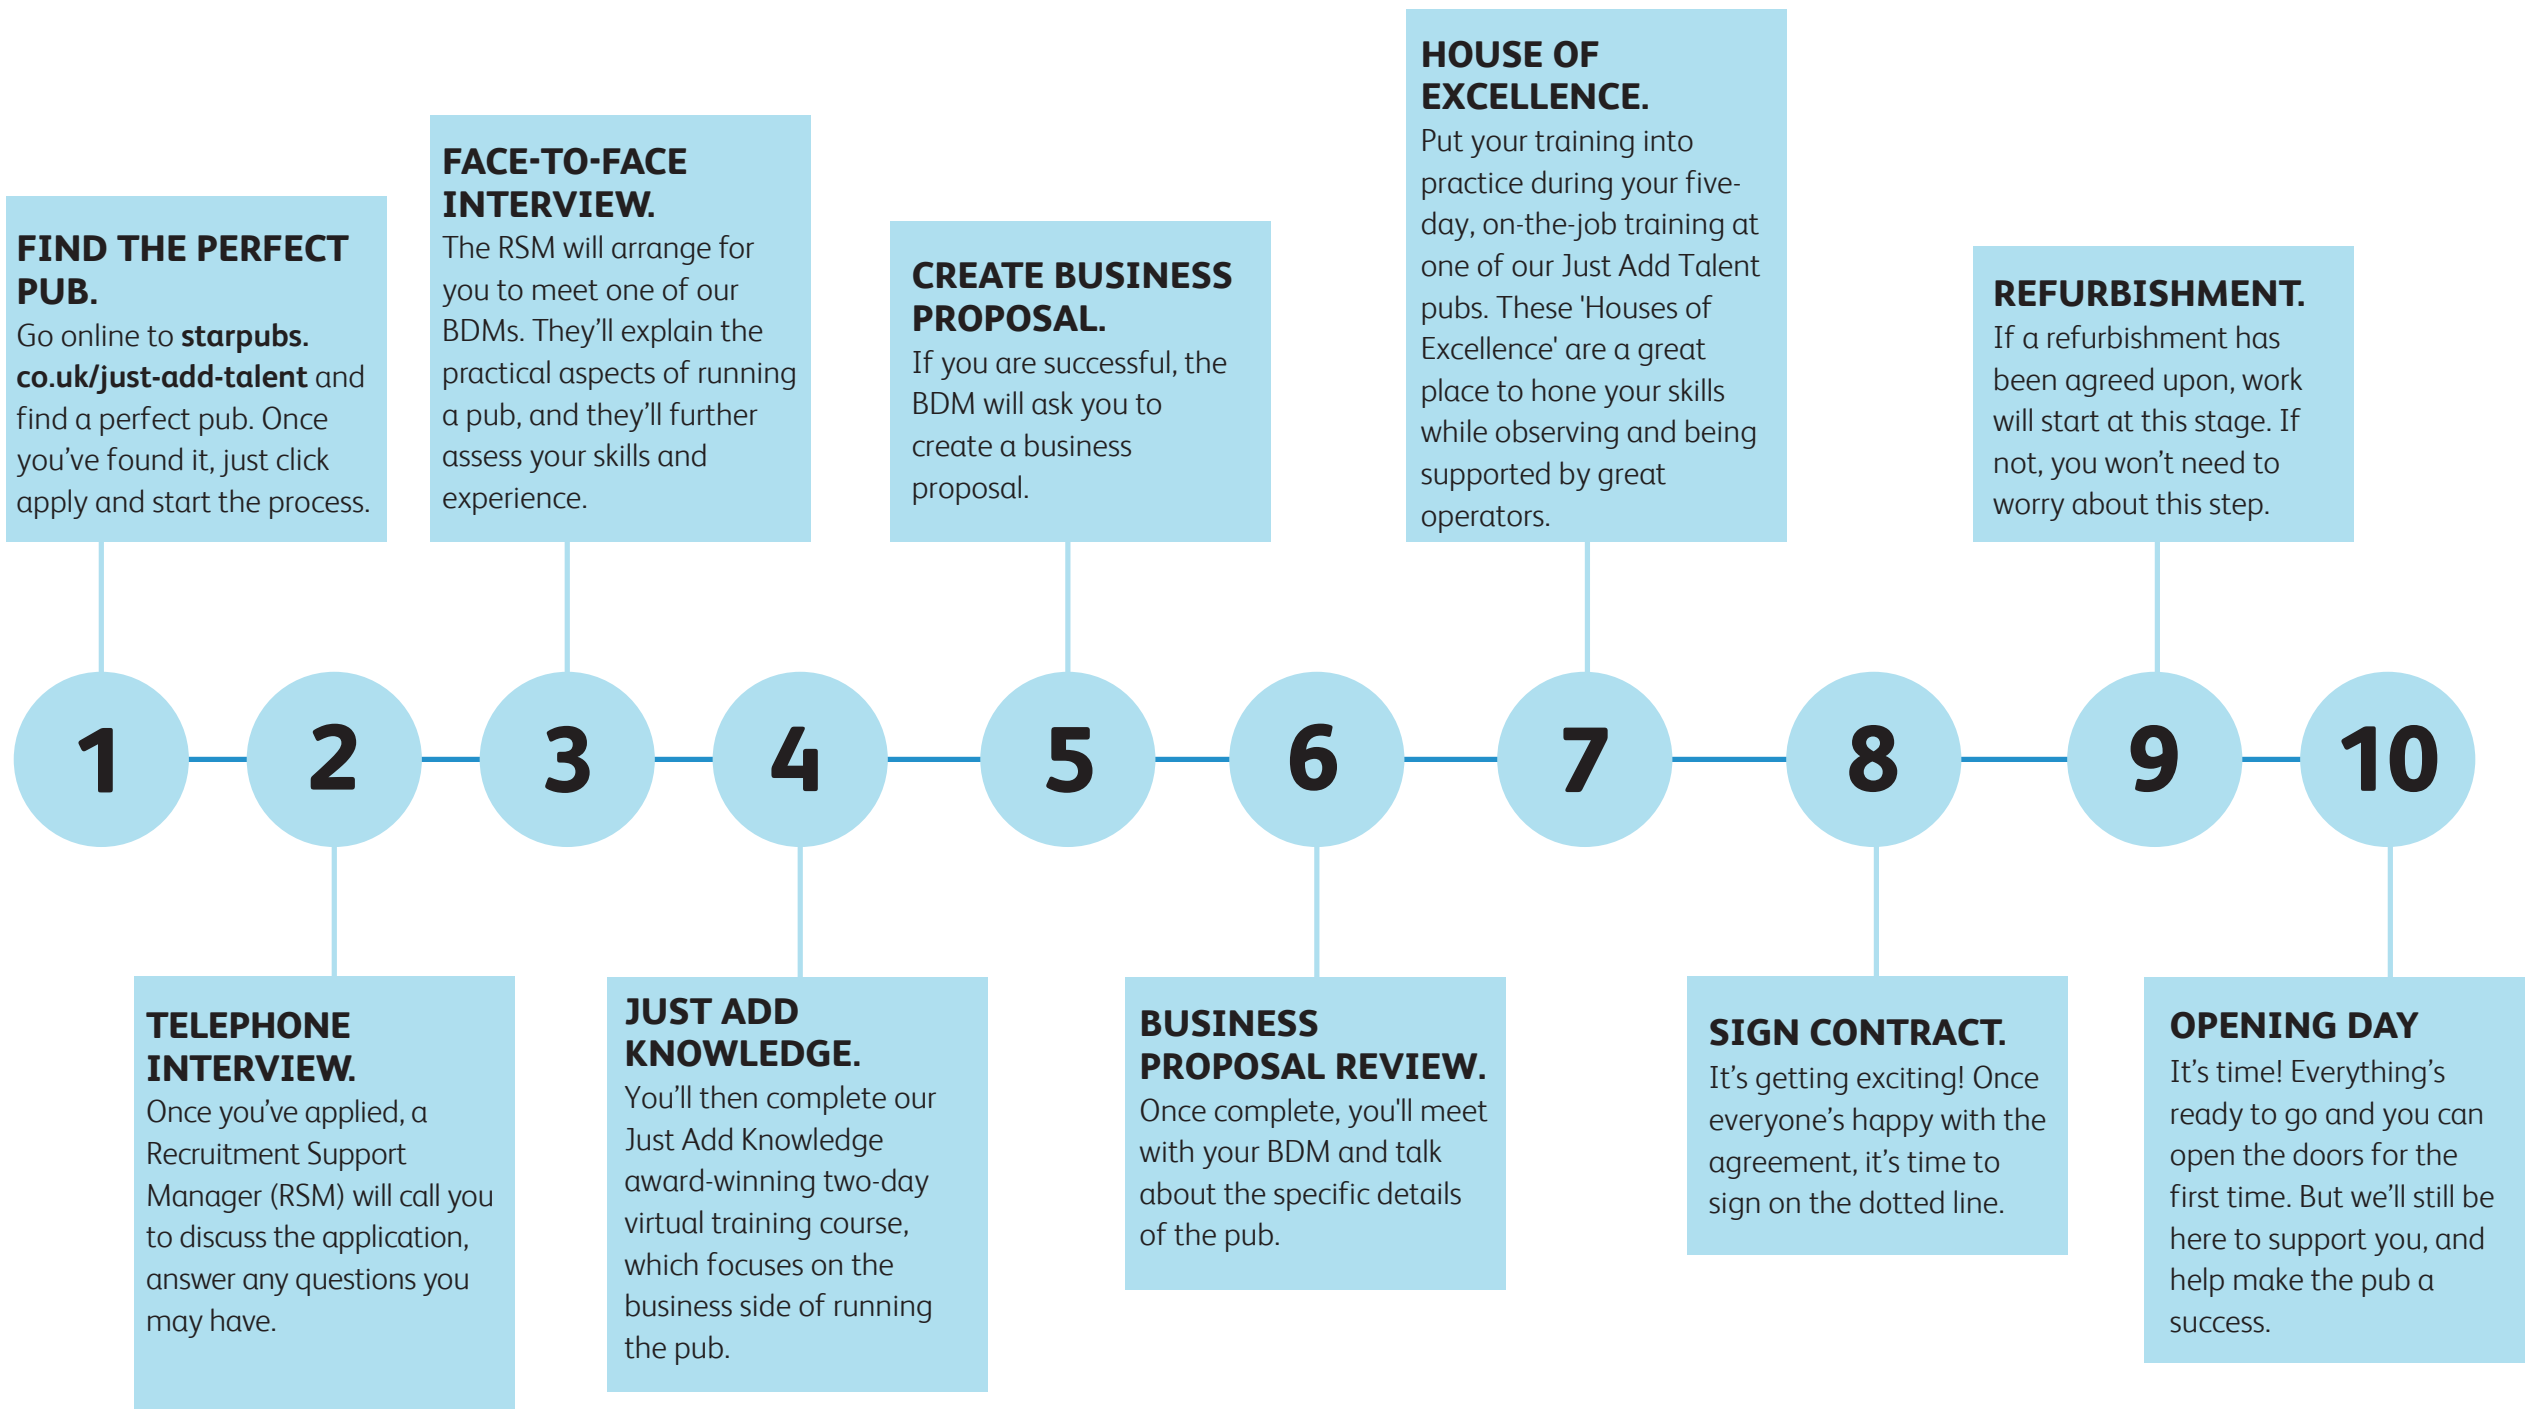 1
FIND THE PERFECT
PUB.
Go online to starpubs.
co.uk/just-add-talent and
find a perfect pub. Once
you’ve found it, just click
apply and start the process.
2
TELEPHONE
INTERVIEW.
Once you’ve applied, a
Recruitment Support
Manager (RSM) will call you
to discuss the application,
answer any questions you
may have.
3
FACE-TO-FACE
INTERVIEW.
The RSM will arrange for
you to meet one of our
BDMs. They’ll explain the
practical aspects of running
a pub, and they’ll further
assess your skills and
experience.
4
JUST ADD
KNOWLEDGE.
You’ll then complete our
Just Add Knowledge
award-winning two-day
virtual training course,
which focuses on the
business side of running
the pub.
5
CREATE BUSINESS
PROPOSAL.
If you are successful, the
BDM will ask you to
create a business
proposal.
6
BUSINESS
PROPOSAL REVIEW.
Once complete, you'll meet
with your BDM and talk
about the specific details
of the pub.
7
HOUSE OF
EXCELLENCE.
Put your training into
practice during your five-
day, on-the-job training at
one of our Just Add Talent
pubs. These 'Houses of
Excellence' are a great
place to hone your skills
while observing and being
supported by great
operators.
8
SIGN CONTRACT.
It’s getting exciting! Once
everyone’s happy with the
agreement, it’s time to
sign on the dotted line.
9
REFURBISHMENT.
If a refurbishment has
been agreed upon, work
will start at this stage. If
not, you won’t need to
worry about this step.
10
OPENING DAY
It’s time! Everything’s
ready to go and you can
open the doors for the
first time. But we’ll still be
here to support you, and
help make the pub a
success.